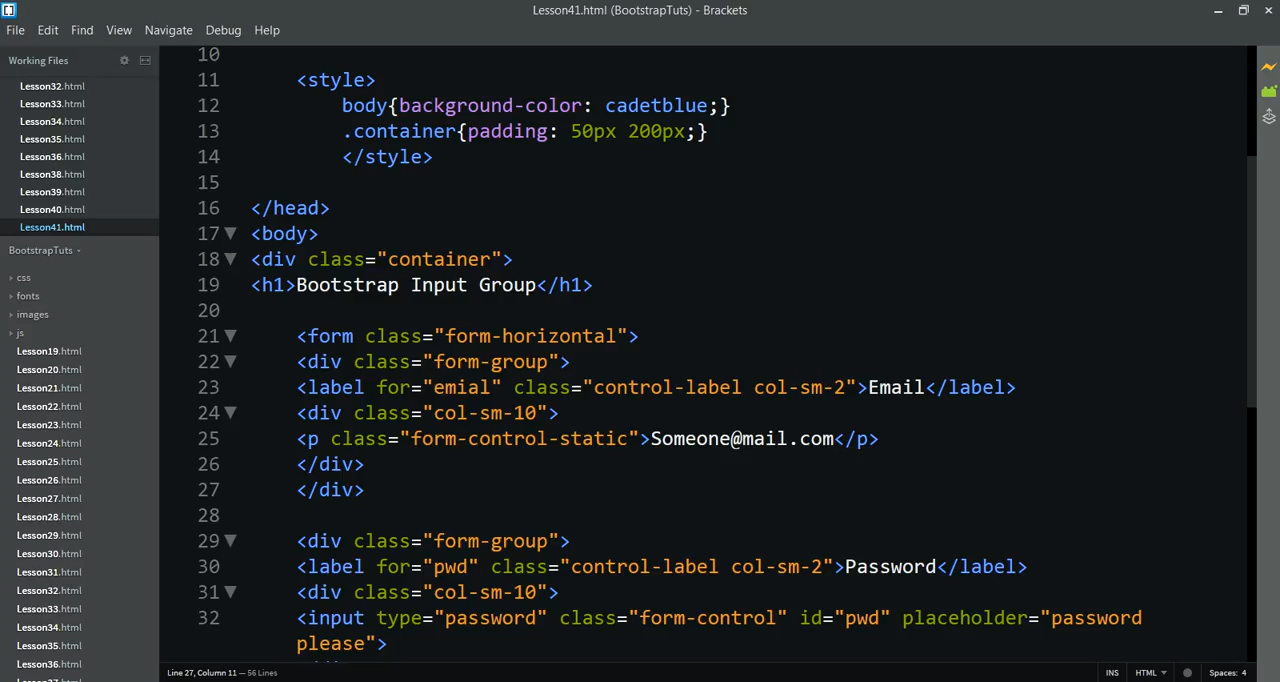 Lesson41.html (BootstrapTuts) - Brackets
File Edit Find View Navigate Debug Help
Working Files
Lesson32.html
Lesson33.html
Lesson34.html
Lesson35.html
Lesson36.html
Lesson38.html
Lesson39.html
Lesson40.html
Lesson41.html
BootstrapTuts
css
fonts
images
js
Lesson19.html
Lesson20.html
Lesson21.html
Lesson22.html
Lesson23.html
Lesson24.html
Lesson25.html
Lesson26.html
Lesson27.html
Lesson28.html
Lesson29.html
Lesson30.html
Lesson31.html
Lesson32.html
Lesson33.html
Lesson34.html
Lesson35.html
Lesson36.html
10
11 <style>
12 body{background-color: cadetblue;}
13 .container{padding: 50px 200px;}
14 </style>
15
16 </head>
17 <body>
18 <div class="container">
19 <h1>Bootstrap Input Group</h1>
20
21 <form class="form-horizontal">
22 <div class="form-group">
23 <label for="emial" class="control-label col-sm-2">Email</label>
24 <div class="col-sm-10">
25 <p class="form-control-static">Someone@mail.com</p>
26 </div>
27 </div>
28
29 <div class="form-group">
30 <label for="pwd" class="control-label col-sm-2">Password</label>
31 <div class="col-sm-10">
32 <input type="password" class="form-control" id="pwd" placeholder="password
please">
Line 27, Column 11 — 56 Lines
INS HTML Spaces: 4